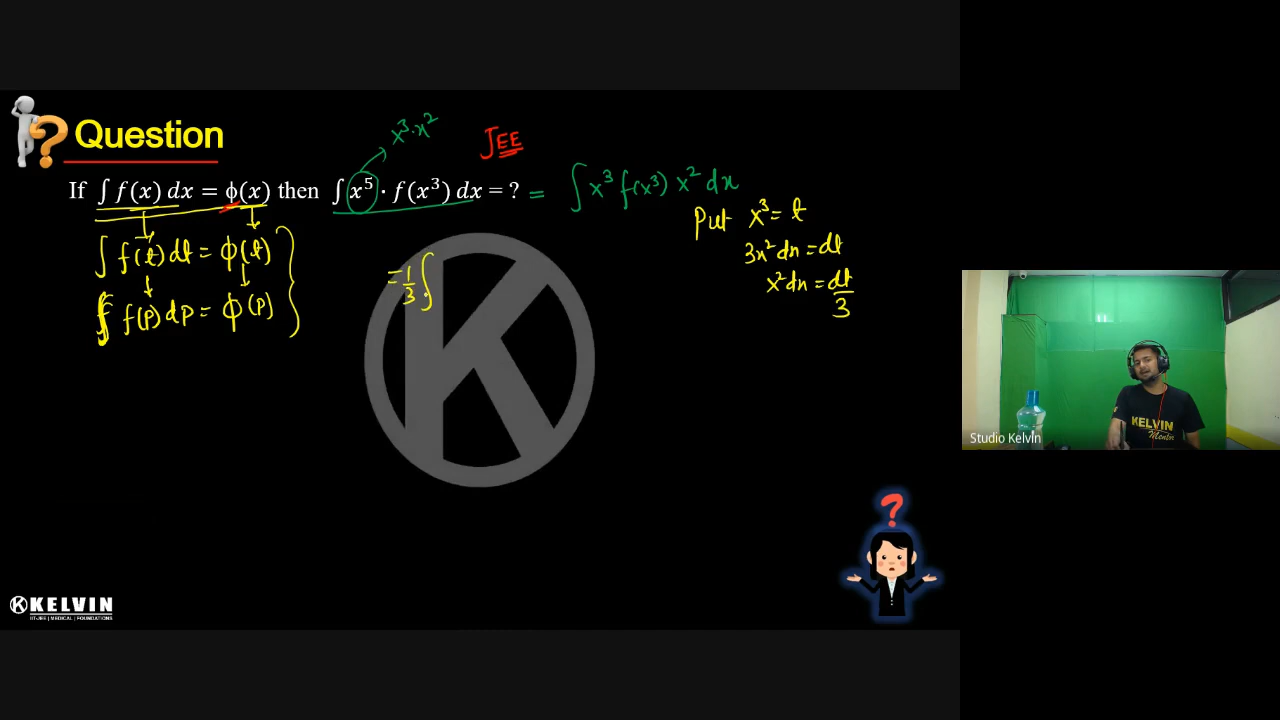 Question
x³·x²
JEE
If ∫ f(x) dx = ϕ(x) then ∫ x⁵ · f(x³) dx = ? = ∫ x³ f(x³) x² dx
Put x³ = t
3x² dx = dt
x² dx = dt/3
∫ f(t) dt = ϕ(t)
∫ f(p) dp = ϕ(p)
= 1/3 ∫
?
KELVIN
Mentor
Studio Kelvin
K
KELVIN
IIT-JEE | MEDICAL | FOUNDATIONS